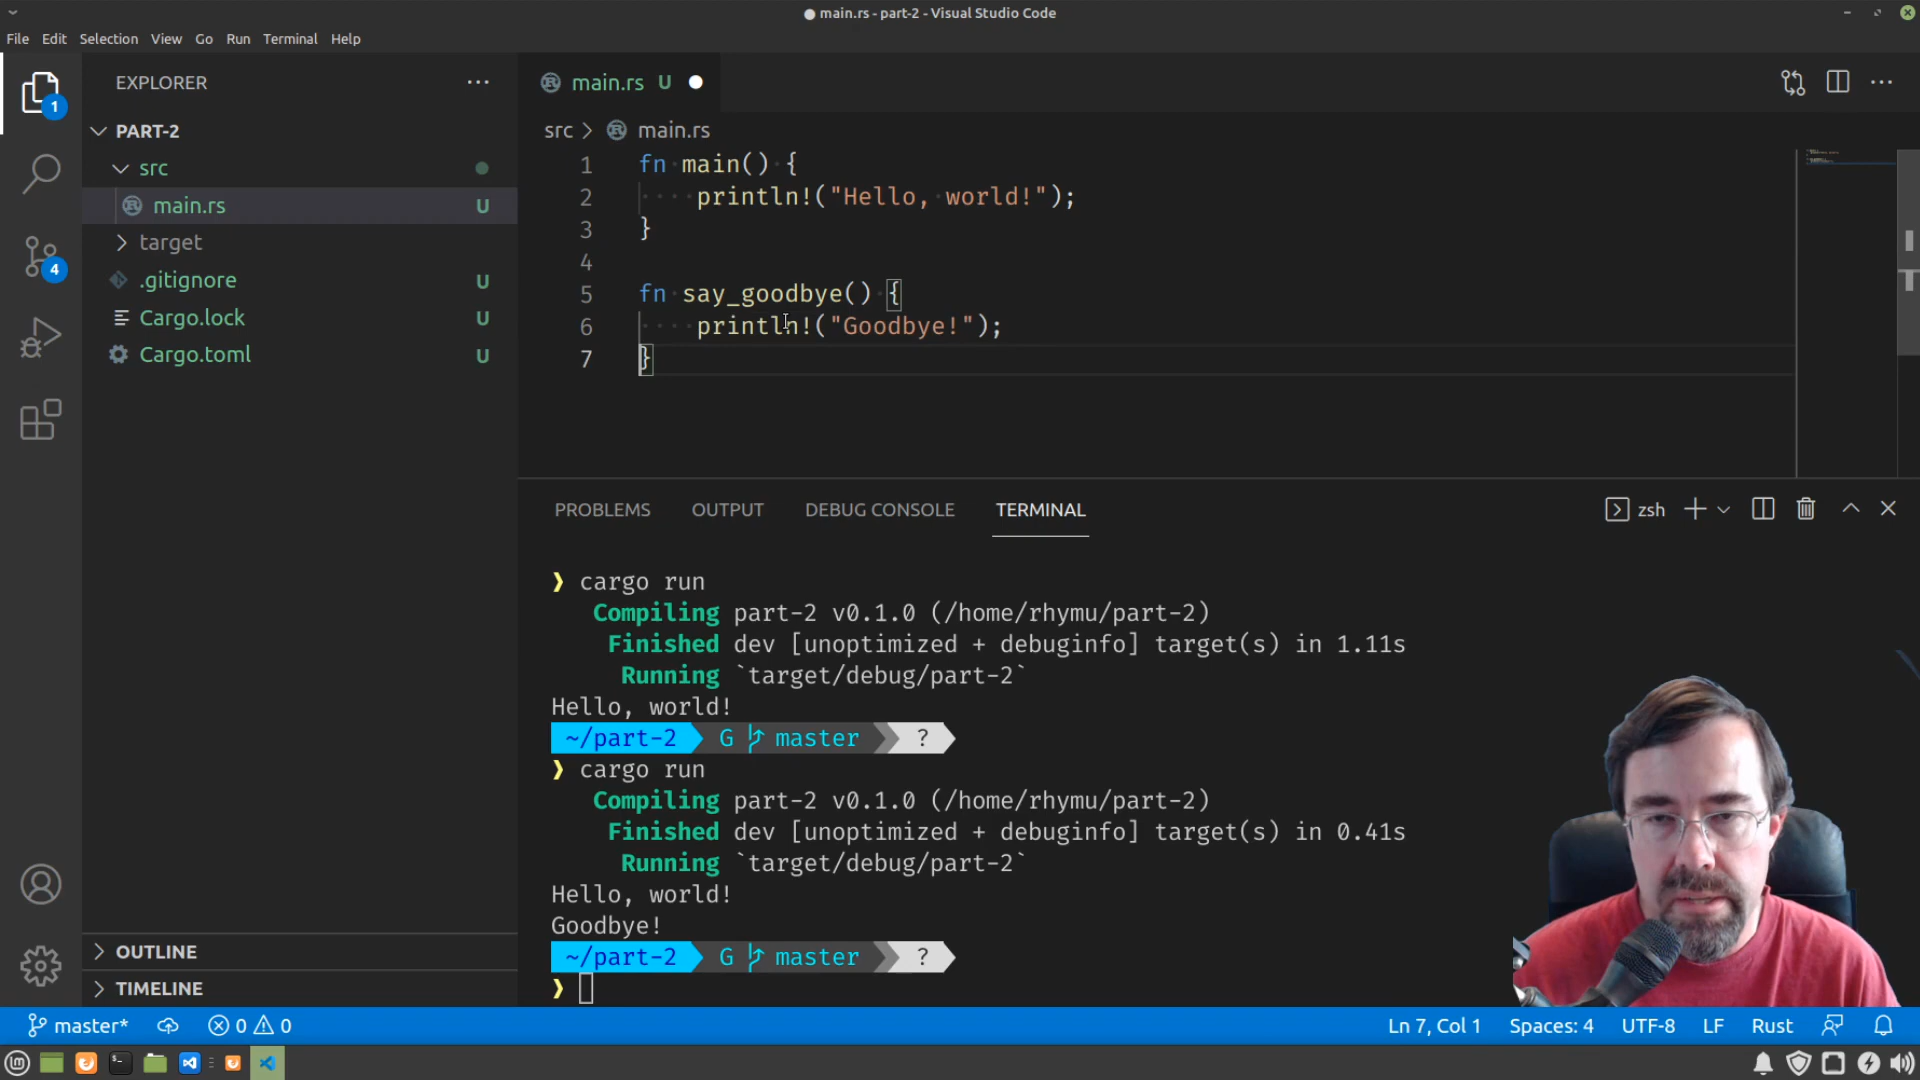 main.rs - part-2 - Visual Studio Code
File Edit Selection View Go Run Terminal Help
EXPLORER
main.rs U
1
PART-2
src > main.rs
src
main.rs U
target
.gitignore U
Cargo.lock U
Cargo.toml U
4
1 fn main() {
2 ····println!("Hello, world!");
3 }
4
5 fn say_goodbye() {
6 ····println!("Goodbye!");
7 }
PROBLEMS OUTPUT DEBUG CONSOLE TERMINAL
zsh
❯ cargo run
Compiling part-2 v0.1.0 (/home/rhymu/part-2)
Finished dev [unoptimized + debuginfo] target(s) in 1.11s
Running `target/debug/part-2`
Hello, world!
~/part-2 G master ?
❯ cargo run
Compiling part-2 v0.1.0 (/home/rhymu/part-2)
Finished dev [unoptimized + debuginfo] target(s) in 0.41s
Running `target/debug/part-2`
Hello, world!
Goodbye!
~/part-2 G master ?
❯
OUTLINE
TIMELINE
master* 0 0 Ln 7, Col 1 Spaces: 4 UTF-8 LF Rust